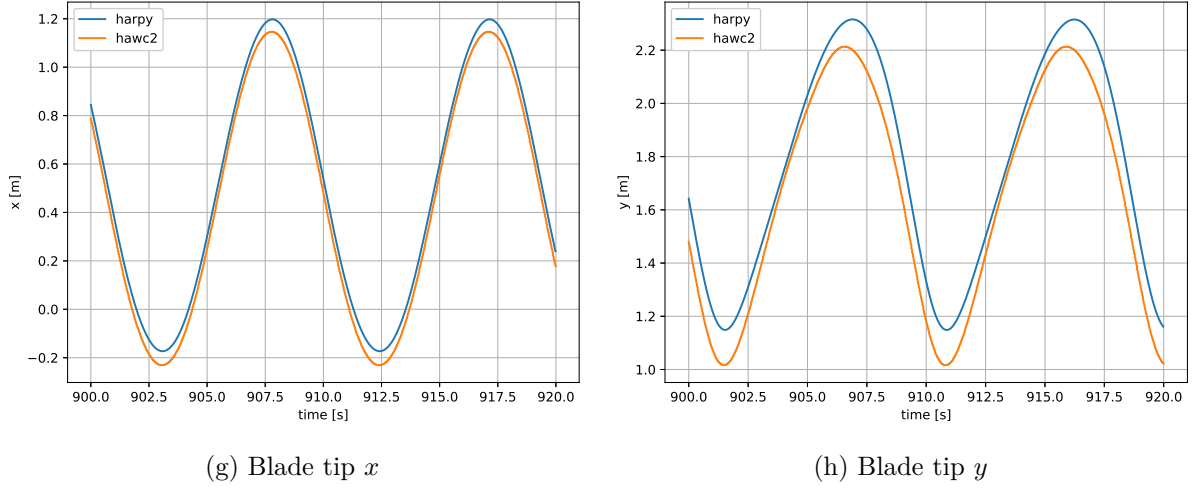 harpy
hawc2
1.2
1.0
0.8
0.6
0.4
0.2
0.0
−0.2
x [m]
900.0 902.5 905.0 907.5 910.0 912.5 915.0 917.5 920.0
time [s]
(g) Blade tip x
harpy
hawc2
2.2
2.0
1.8
1.6
1.4
1.2
1.0
y [m]
900.0 902.5 905.0 907.5 910.0 912.5 915.0 917.5 920.0
time [s]
(h) Blade tip y